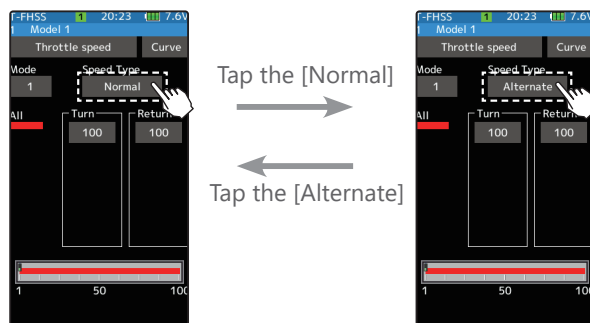 T-FHSS 1 20:23 7.6V
1 Model 1
Throttle speed Curve
Mode Speed Type
1 Normal
All Turn Return
100 100
1 50 100
Tap the [Normal]
Tap the [Alternate]
T-FHSS 1 20:23 7.6V
1 Model 1
Throttle speed Curve
Mode Speed Type
1 Alternate
All Turn Return
100 100
1 50 100